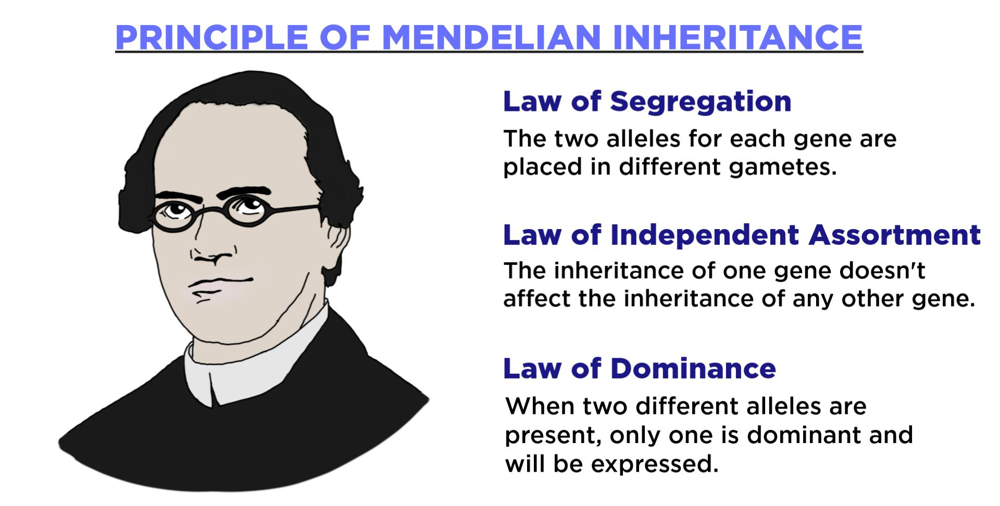 PRINCIPLE OF MENDELIAN INHERITANCE
Law of Segregation
The two alleles for each gene are
placed in different gametes.
Law of Independent Assortment
The inheritance of one gene doesn't
affect the inheritance of any other gene.
Law of Dominance
When two different alleles are
present, only one is dominant and
will be expressed.